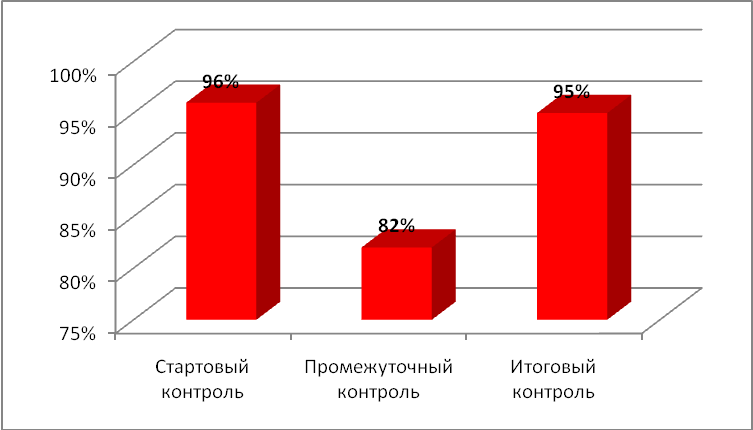 100%
95%
90%
85%
80%
75%
96%
82%
95%
Стартовый
контроль
Промежуточный
контроль
Итоговый
контроль